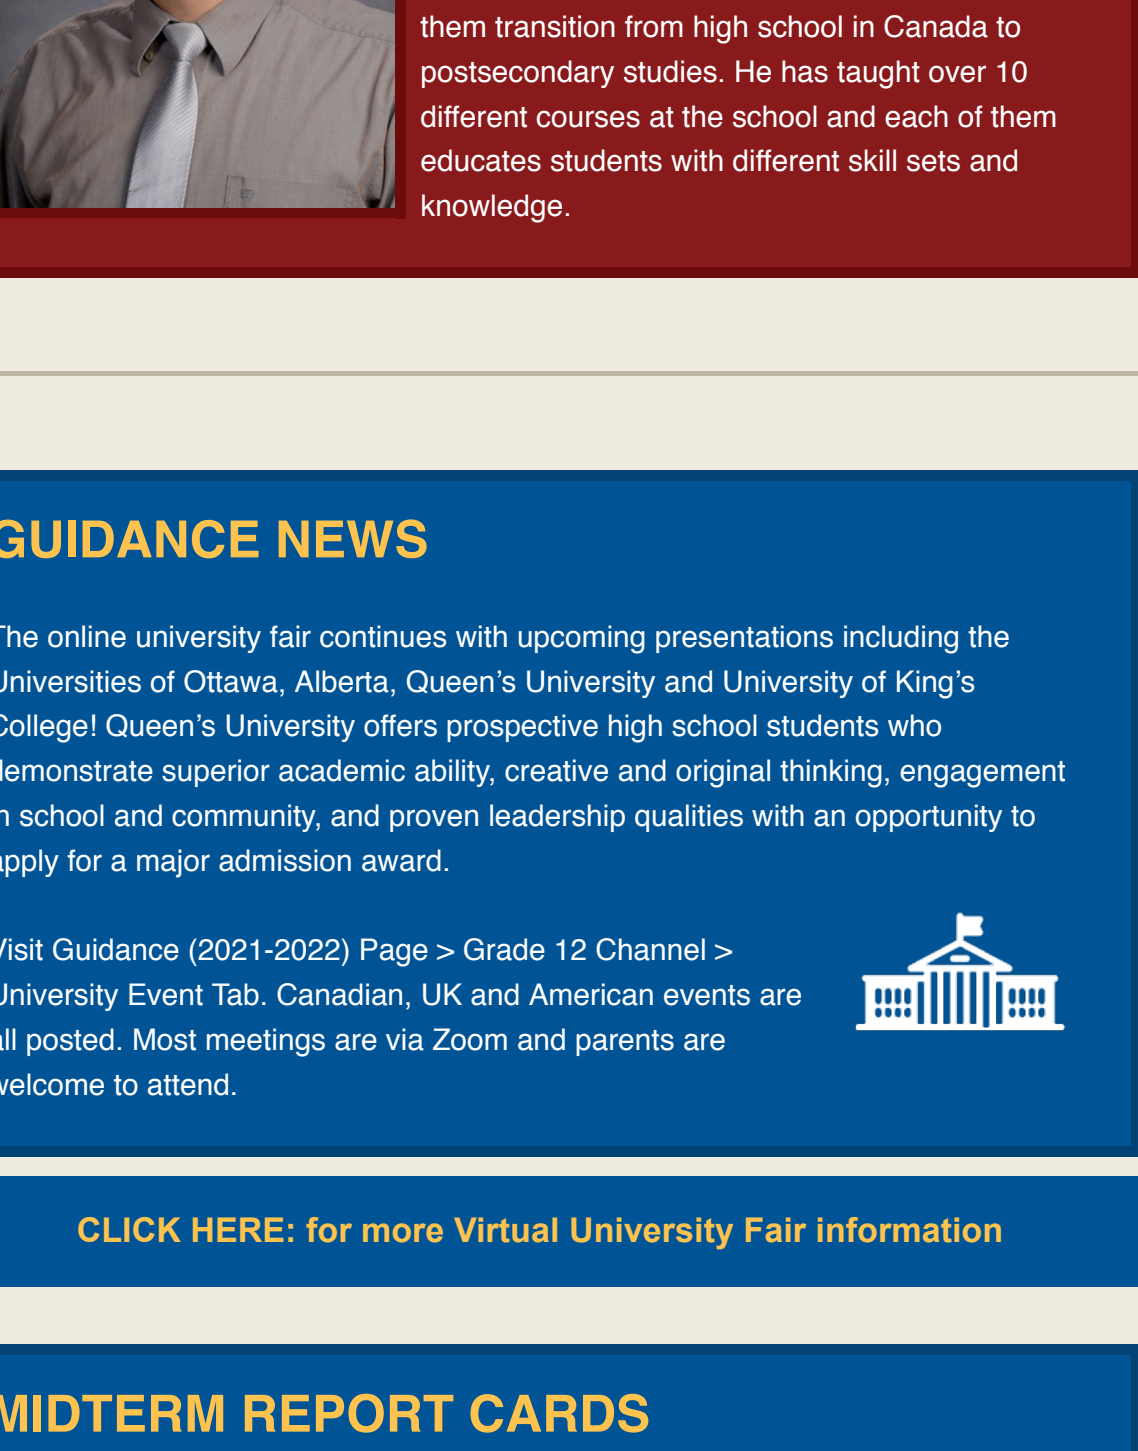 them transition from high school in Canada to
postsecondary studies. He has taught over 10
different courses at the school and each of them
educates students with different skill sets and
knowledge.
GUIDANCE NEWS
The online university fair continues with upcoming presentations including the
Universities of Ottawa, Alberta, Queen’s University and University of King’s
College! Queen’s University offers prospective high school students who
demonstrate superior academic ability, creative and original thinking, engagement
in school and community, and proven leadership qualities with an opportunity to
apply for a major admission award.
Visit Guidance (2021-2022) Page > Grade 12 Channel >
University Event Tab. Canadian, UK and American events are
all posted. Most meetings are via Zoom and parents are
welcome to attend.
CLICK HERE: for more Virtual University Fair information
MIDTERM REPORT CARDS